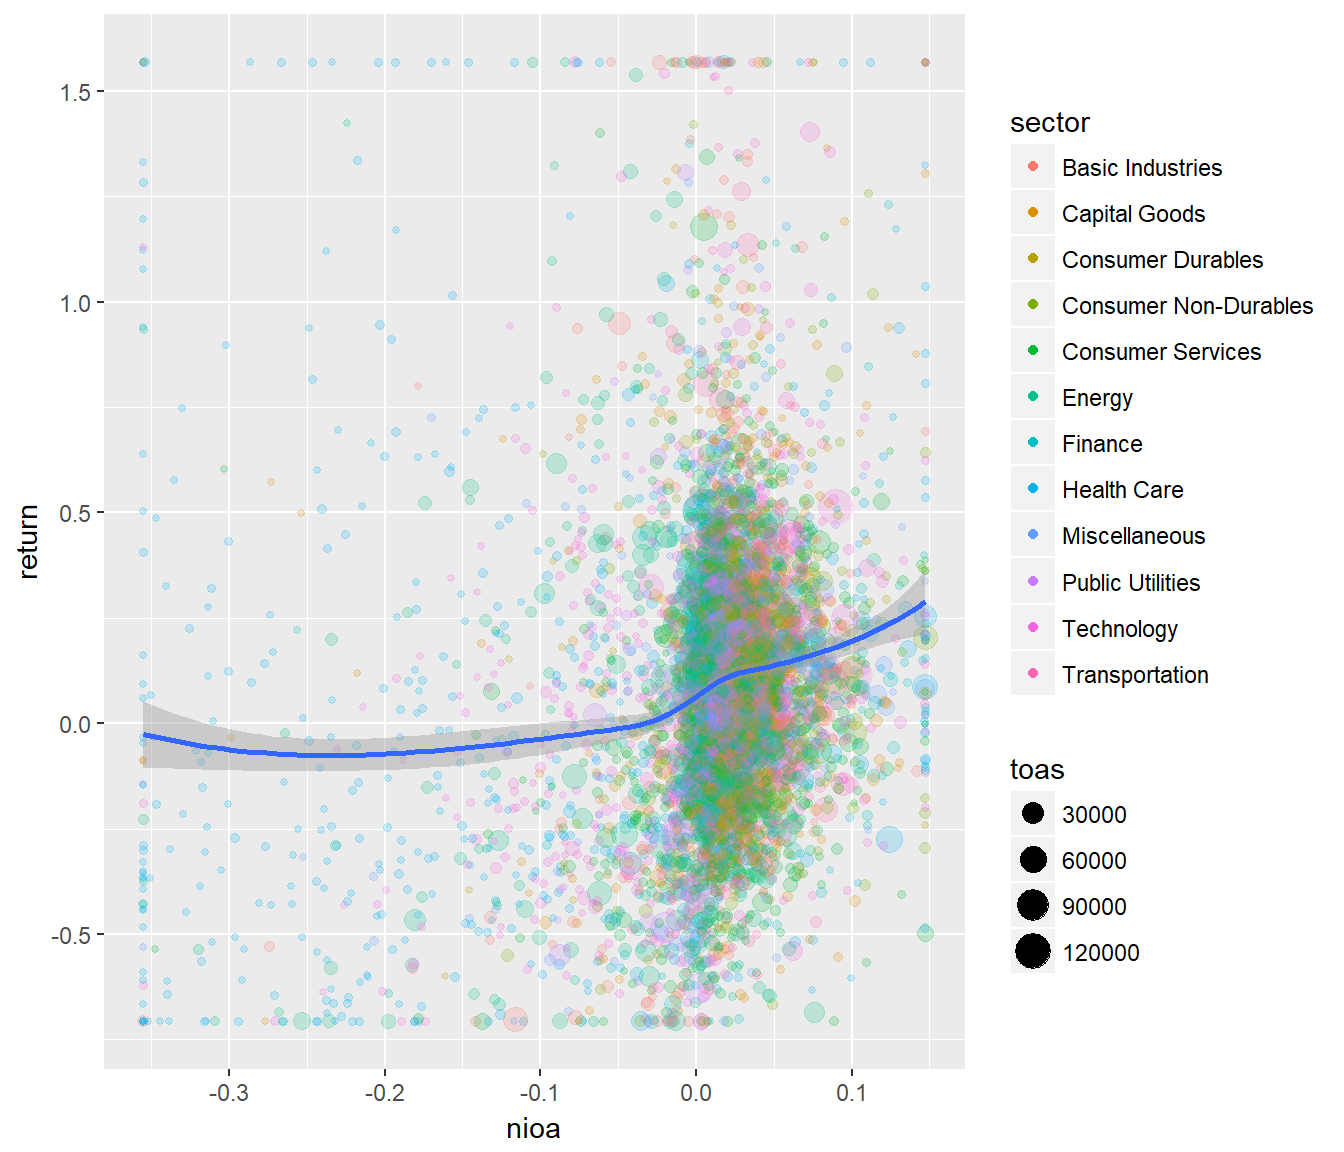 sector
Basic Industries
Capital Goods
Consumer Durables
Consumer Non-Durables
Consumer Services
Energy
Finance
Health Care
Miscellaneous
Public Utilities
Technology
Transportation
toas
30000
60000
90000
120000
return
1.5
1.0
0.5
0.0
-0.5
-0.3
-0.2
-0.1
0.0
0.1
nioa